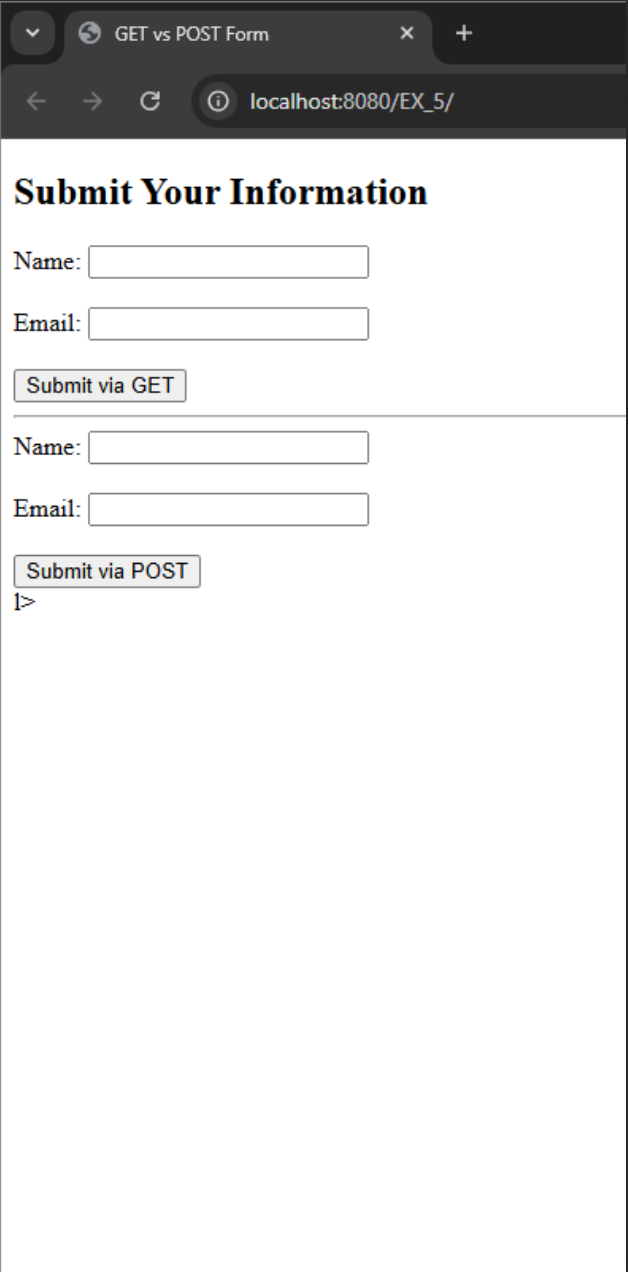 GET vs POST Form
localhost:8080/EX_5/
Submit Your Information
Name:
Email:
Submit via GET
Name:
Email:
Submit via POST
l>